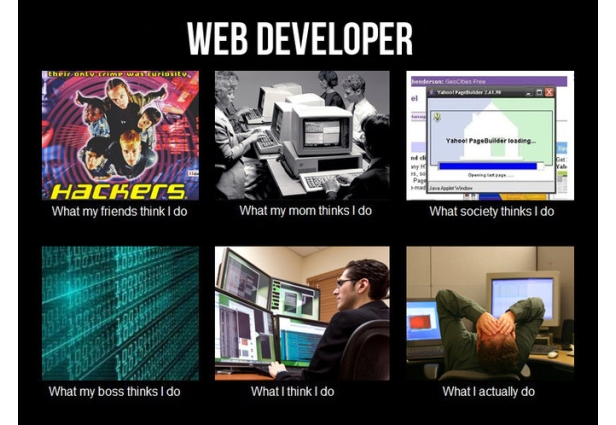 WEB DEVELOPER
their only crime was curiosity
HACKERS
henderson: GeoCities Free
Yahoo! PageBuilder 2.61.90
Yahoo! PageBuilder loading...
Opening last page......
Java Applet Window
What my friends think I do
What my mom thinks I do
What society thinks I do
What my boss thinks I do
What I think I do
What I actually do